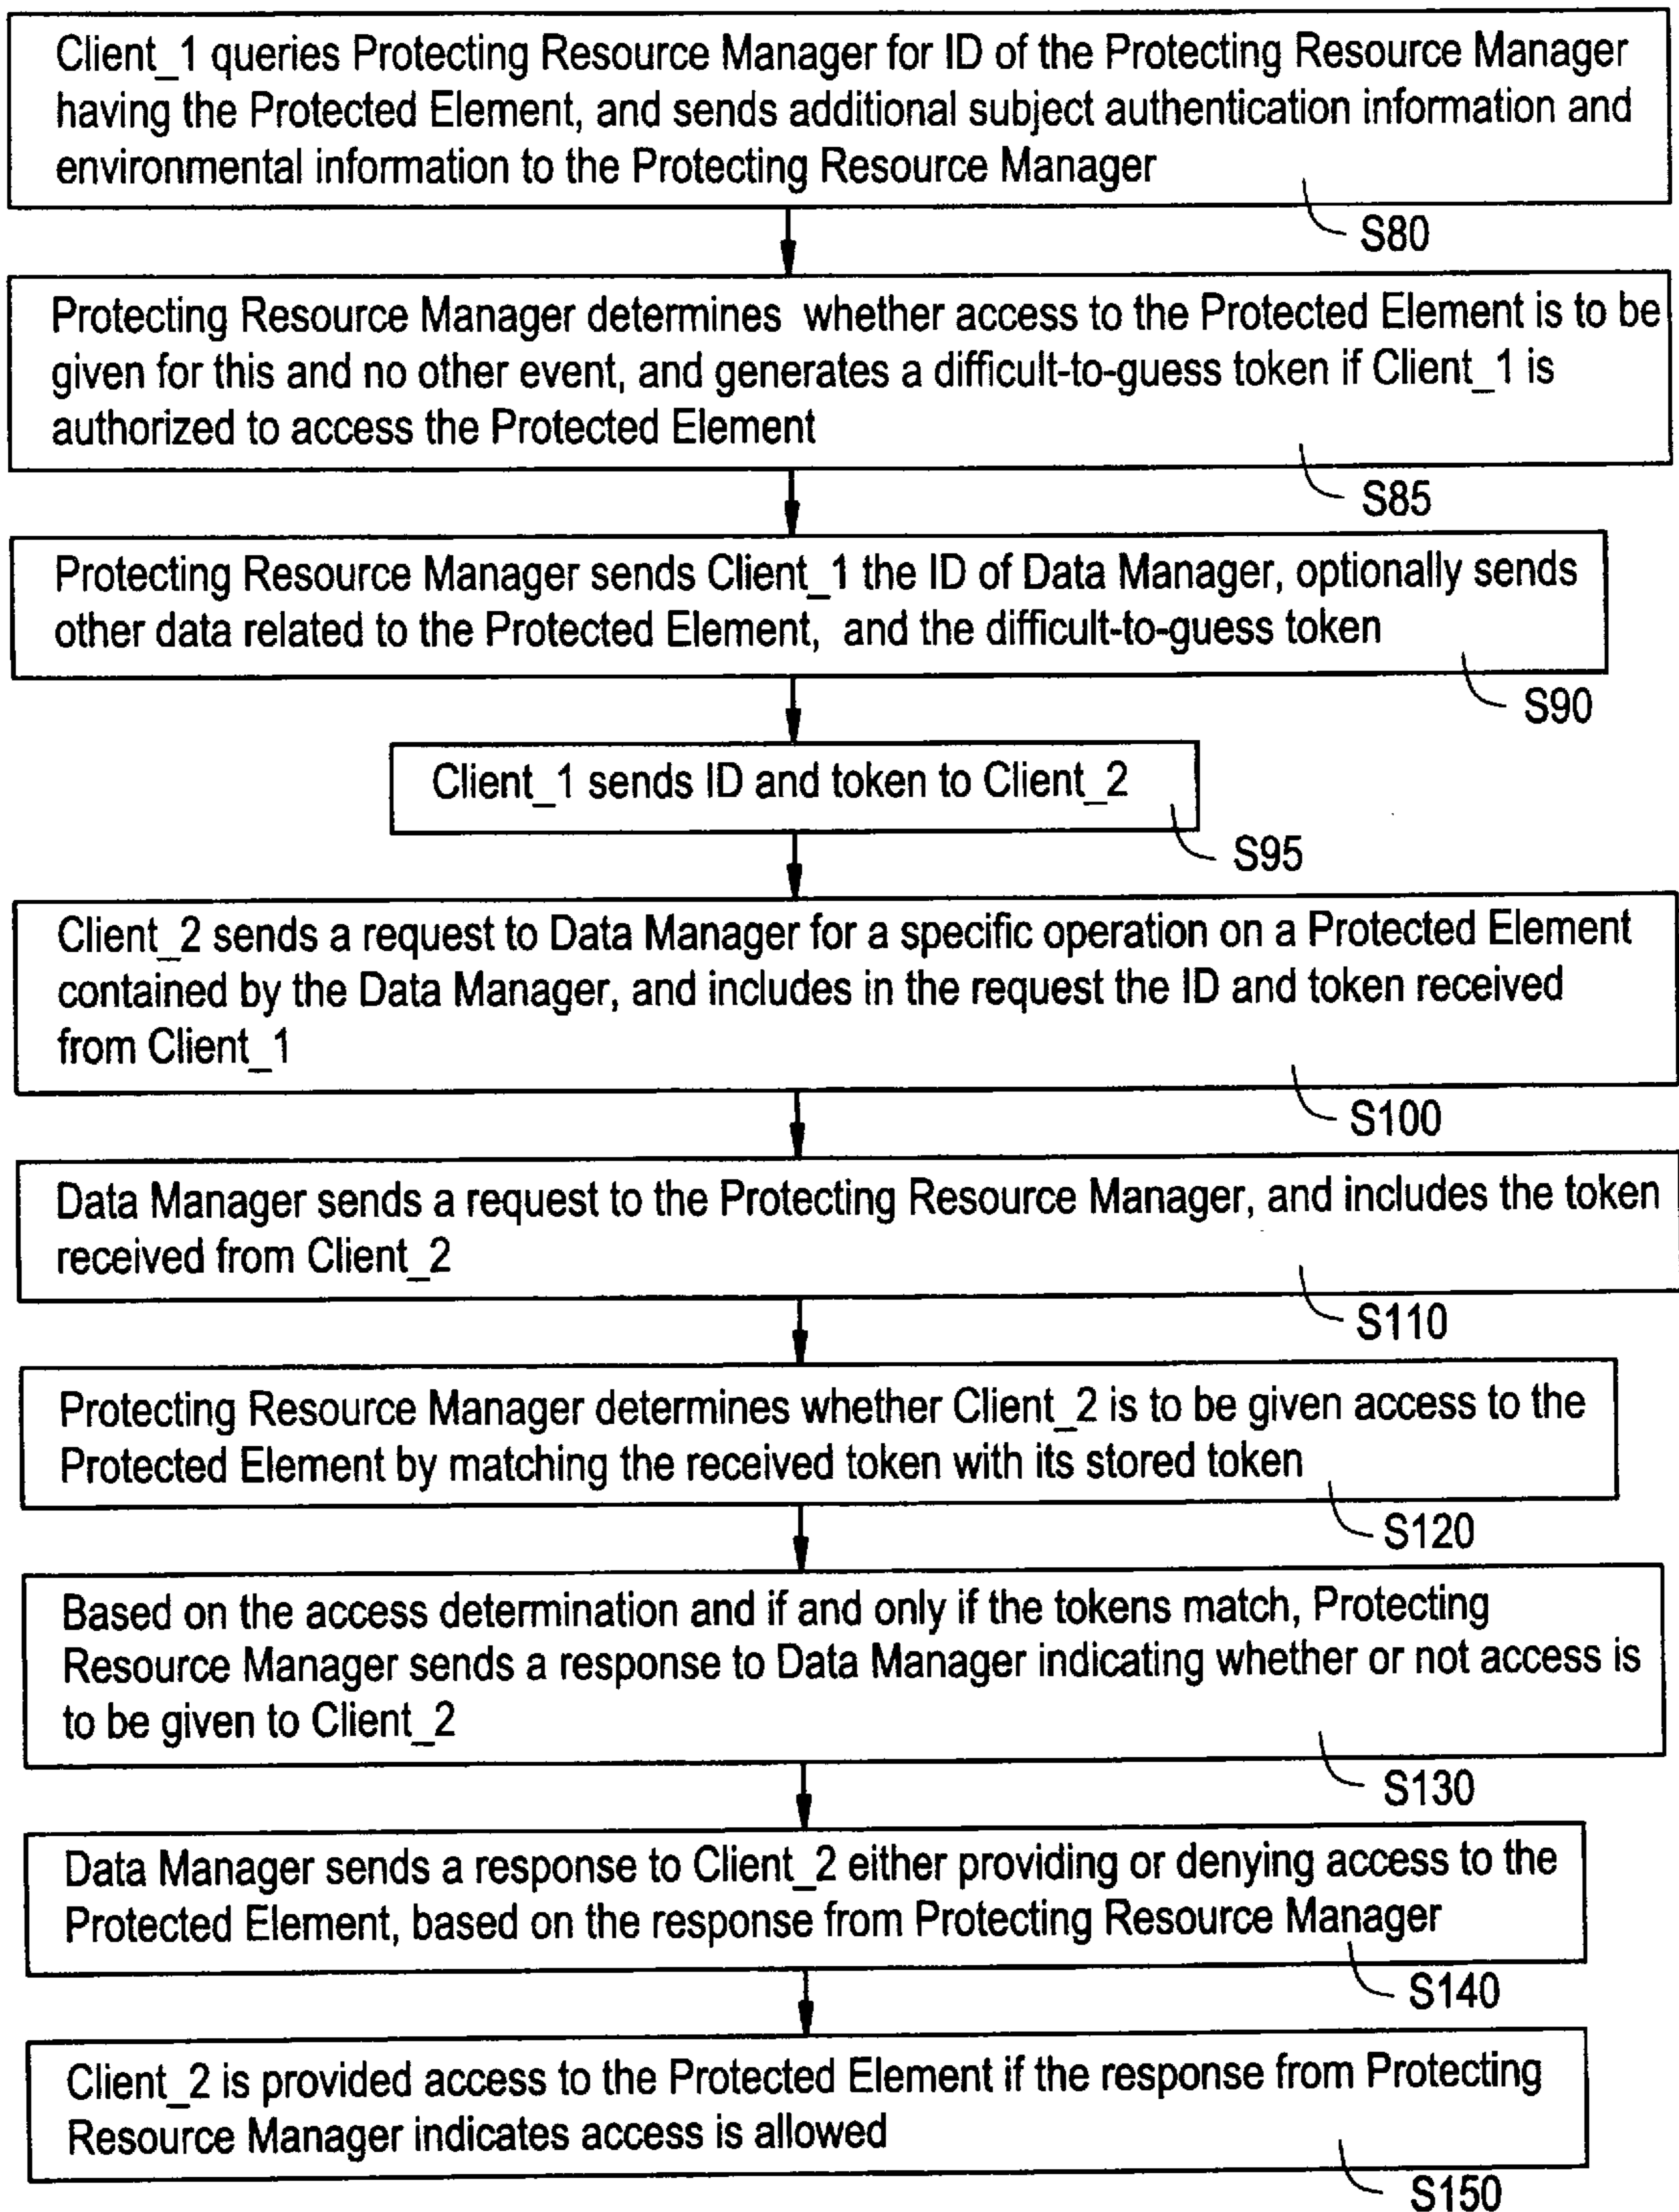 Client_1 queries Protecting Resource Manager for ID of the Protecting Resource Manager
having the Protected Element, and sends additional subject authentication information and
environmental information to the Protecting Resource Manager
S80
Protecting Resource Manager determines whether access to the Protected Element is to be
given for this and no other event, and generates a difficult-to-guess token if Client_1 is
authorized to access the Protected Element
S85
Protecting Resource Manager sends Client_1 the ID of Data Manager, optionally sends
other data related to the Protected Element, and the difficult-to-guess token
S90
Client_1 sends ID and token to Client_2
S95
Client_2 sends a request to Data Manager for a specific operation on a Protected Element
contained by the Data Manager, and includes in the request the ID and token received
from Client_1
S100
Data Manager sends a request to the Protecting Resource Manager, and includes the token
received from Client_2
S110
Protecting Resource Manager determines whether Client_2 is to be given access to the
Protected Element by matching the received token with its stored token
S120
Based on the access determination and if and only if the tokens match, Protecting
Resource Manager sends a response to Data Manager indicating whether or not access is
to be given to Client_2
S130
Data Manager sends a response to Client_2 either providing or denying access to the
Protected Element, based on the response from Protecting Resource Manager
S140
Client_2 is provided access to the Protected Element if the response from Protecting
Resource Manager indicates access is allowed
S150